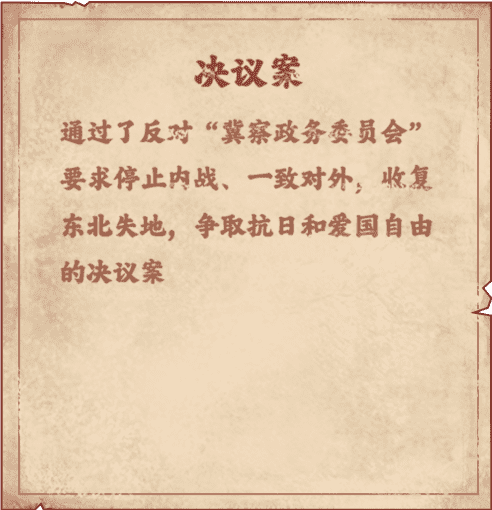 决议案
通过了反对“冀察政务委员会”
要求停止内战、一致对外，收复
东北失地，争取抗日和爱国自由
的决议案